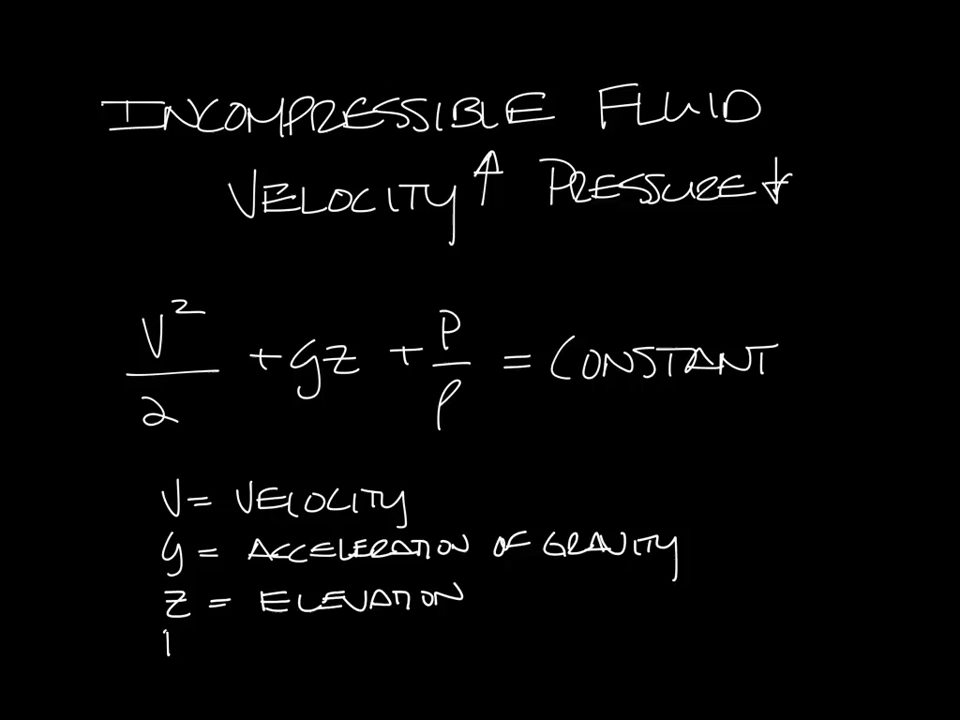 INCOMPRESSIBLE FLUID
VELOCITY ↑ PRESSURE ↓
V²/2 + gz + P/ρ = CONSTANT
V = VELOCITY
g = ACCELERATION OF GRAVITY
Z = ELEVATION